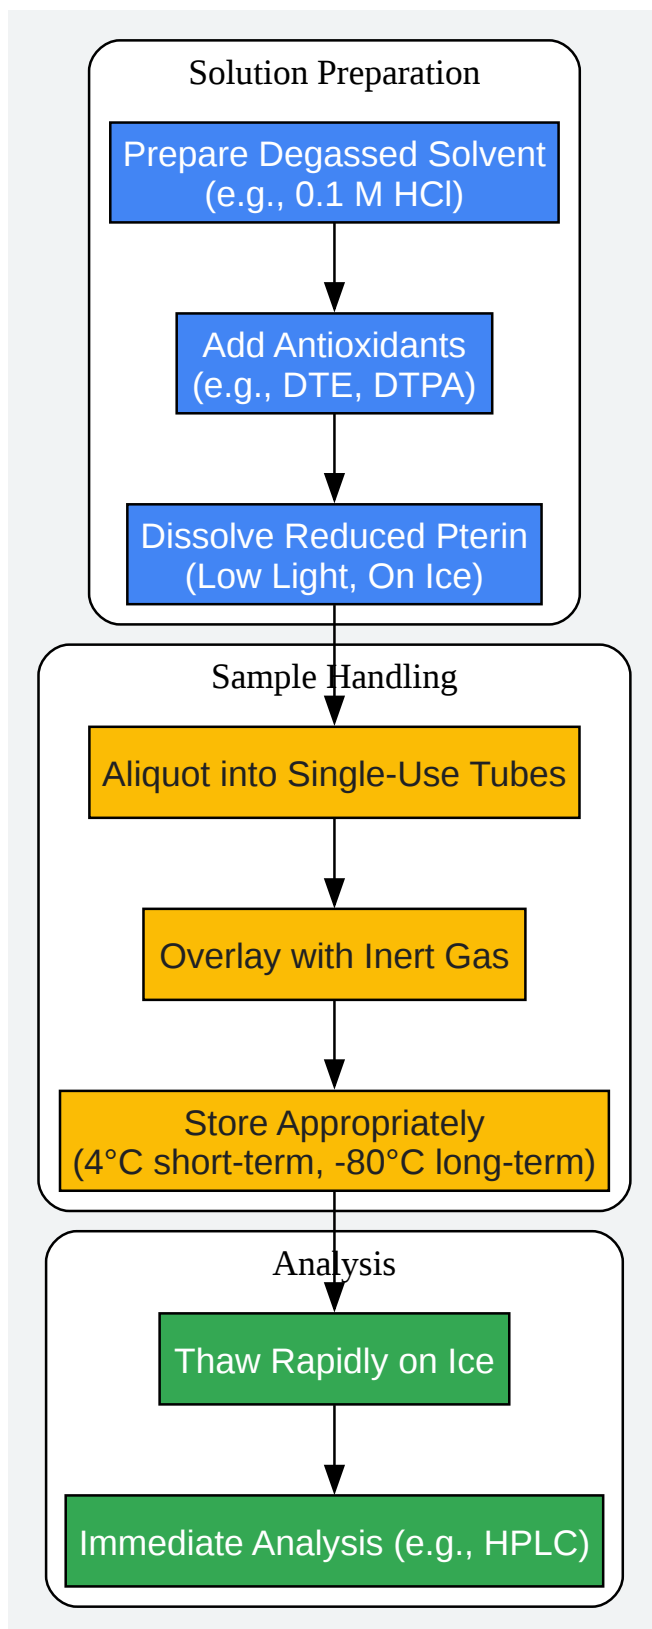 Solution Preparation
Prepare Degassed Solvent
(e.g., 0.1 M HCl)
Add Antioxidants
(e.g., DTE, DTPA)
Dissolve Reduced Pterin
(Low Light, On Ice)
Sample Handling
Aliquot into Single-Use Tubes
Overlay with Inert Gas
Store Appropriately
(4°C short-term, -80°C long-term)
Analysis
Thaw Rapidly on Ice
Immediate Analysis (e.g., HPLC)